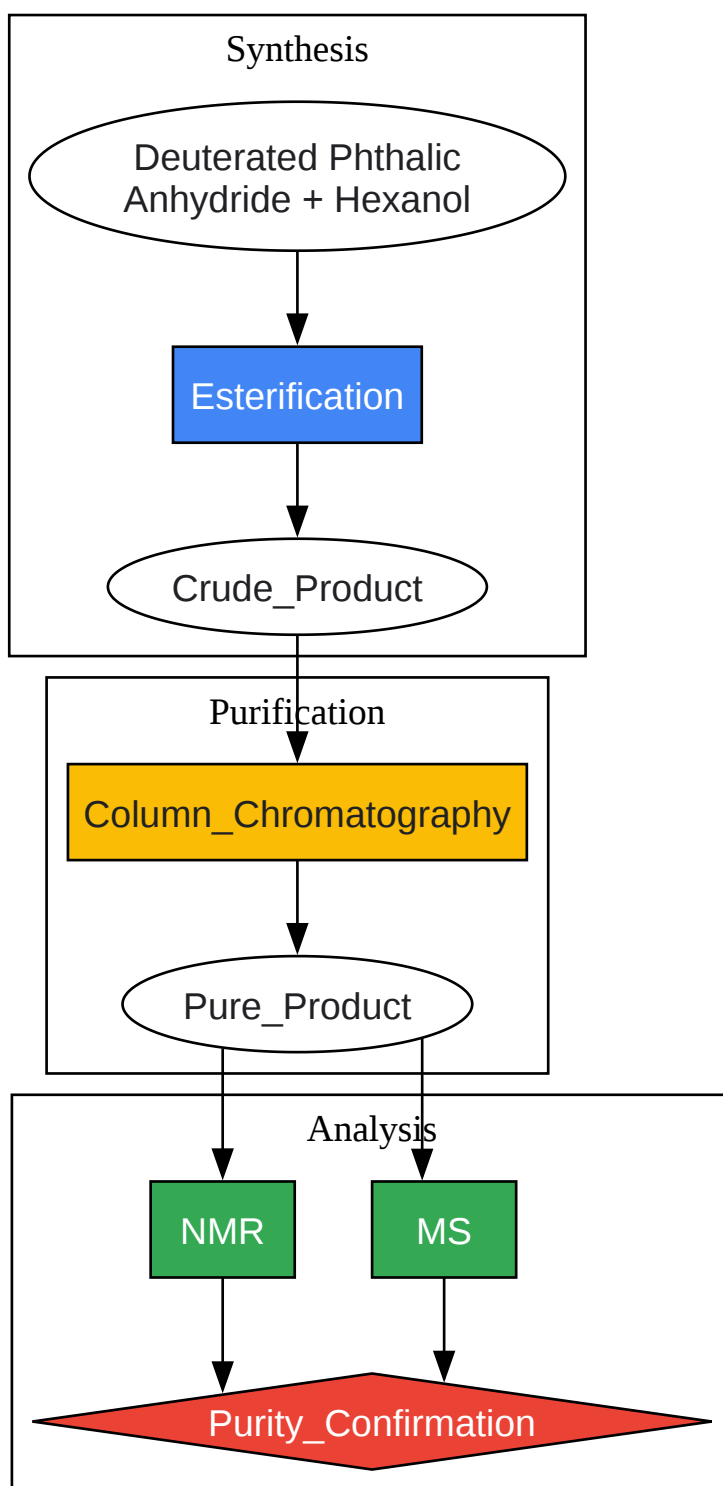 Synthesis
Deuterated Phthalic
Anhydride + Hexanol
Esterification
Crude_Product
Purification
Column_Chromatography
Pure_Product
Analysis
NMR
MS
Purity_Confirmation